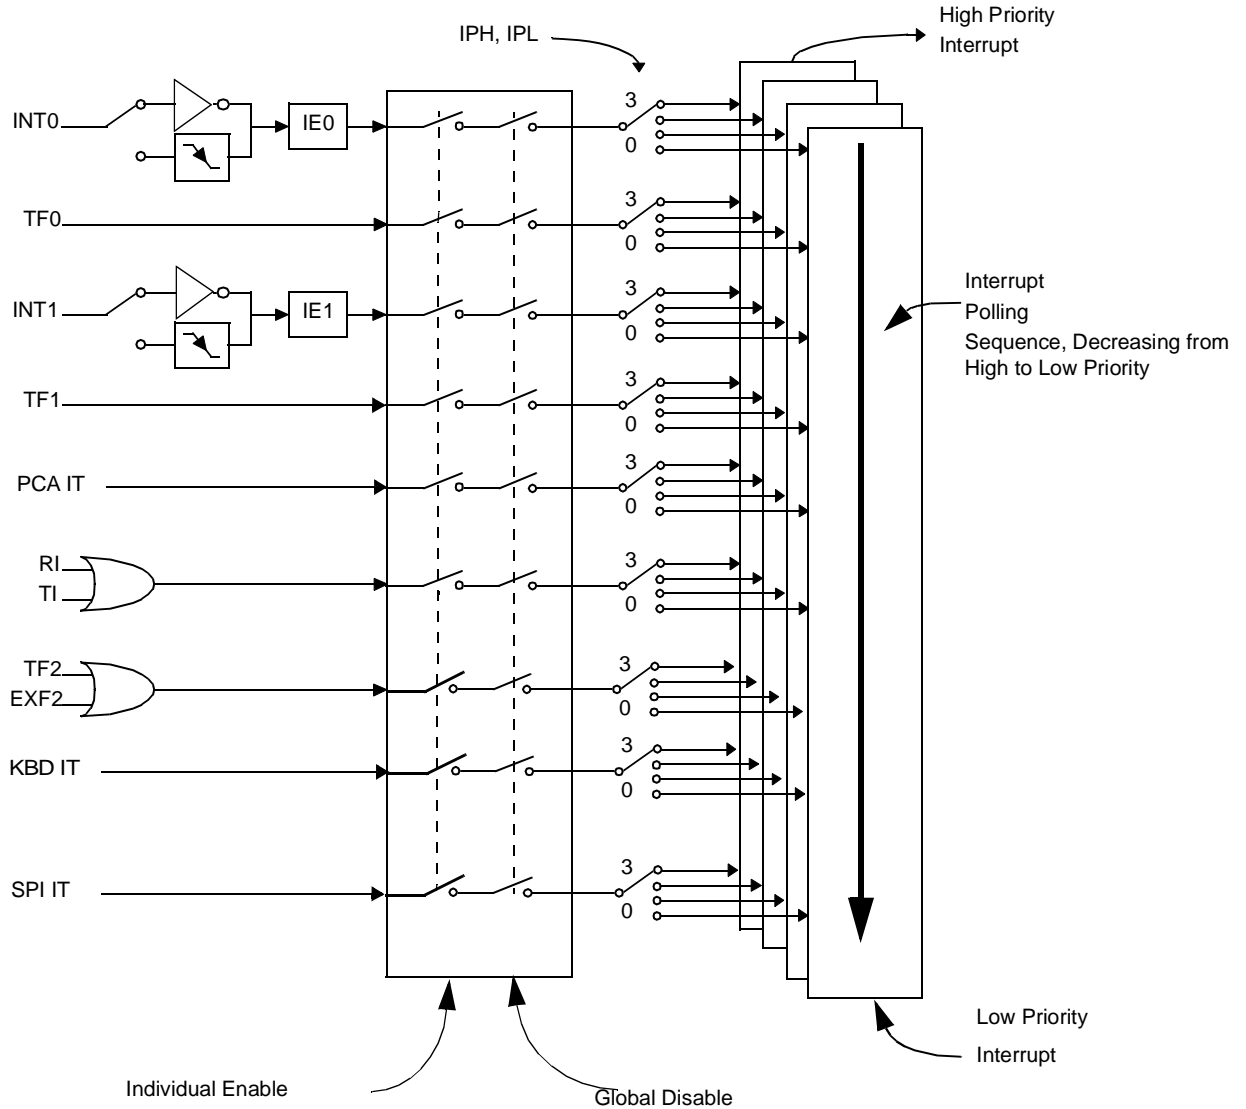 IPH, IPL
High Priority
Interrupt
INT0
IE0
3
0
TF0
3
0
INT1
IE1
3
0
Interrupt
Polling
Sequence, Decreasing from
High to Low Priority
TF1
3
0
PCA IT
3
0
RI
TI
3
0
TF2
EXF2
3
0
KBD IT
3
0
SPI IT
3
0
Low Priority
Interrupt
Individual Enable
Global Disable